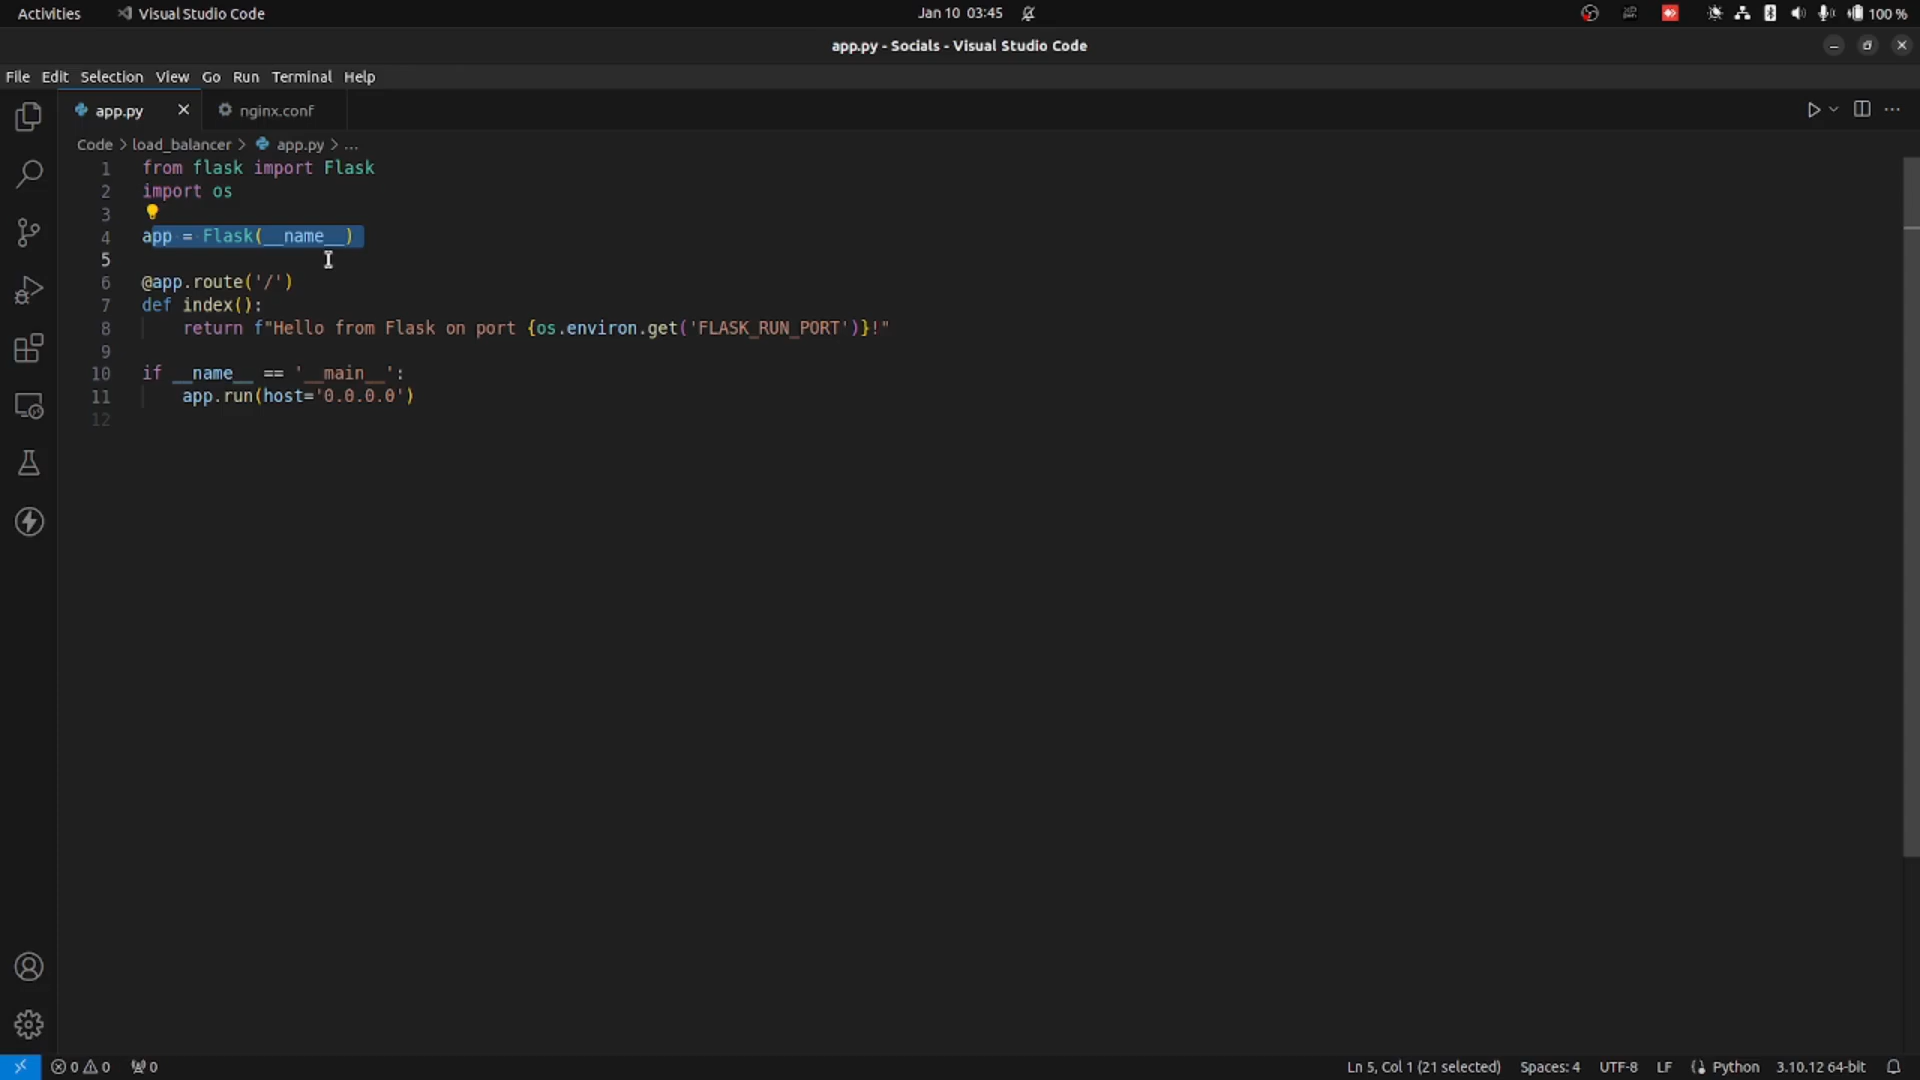 Activities Visual Studio Code Jan 10 03:45 100 %
app.py - Socials - Visual Studio Code
File Edit Selection View Go Run Terminal Help
app.py nginx.conf
Code > load_balancer > app.py > ...
1 from flask import Flask
2 import os
3
4 app = Flask(__name__)
5
6 @app.route('/')
7 def index():
8 return f"Hello from Flask on port {os.environ.get('FLASK_RUN_PORT')}!"
9
10 if __name__ == '__main__':
11 app.run(host='0.0.0.0')
12
0 0 0 Ln 5, Col 1 (21 selected) Spaces: 4 UTF-8 LF Python 3.10.12 64-bit